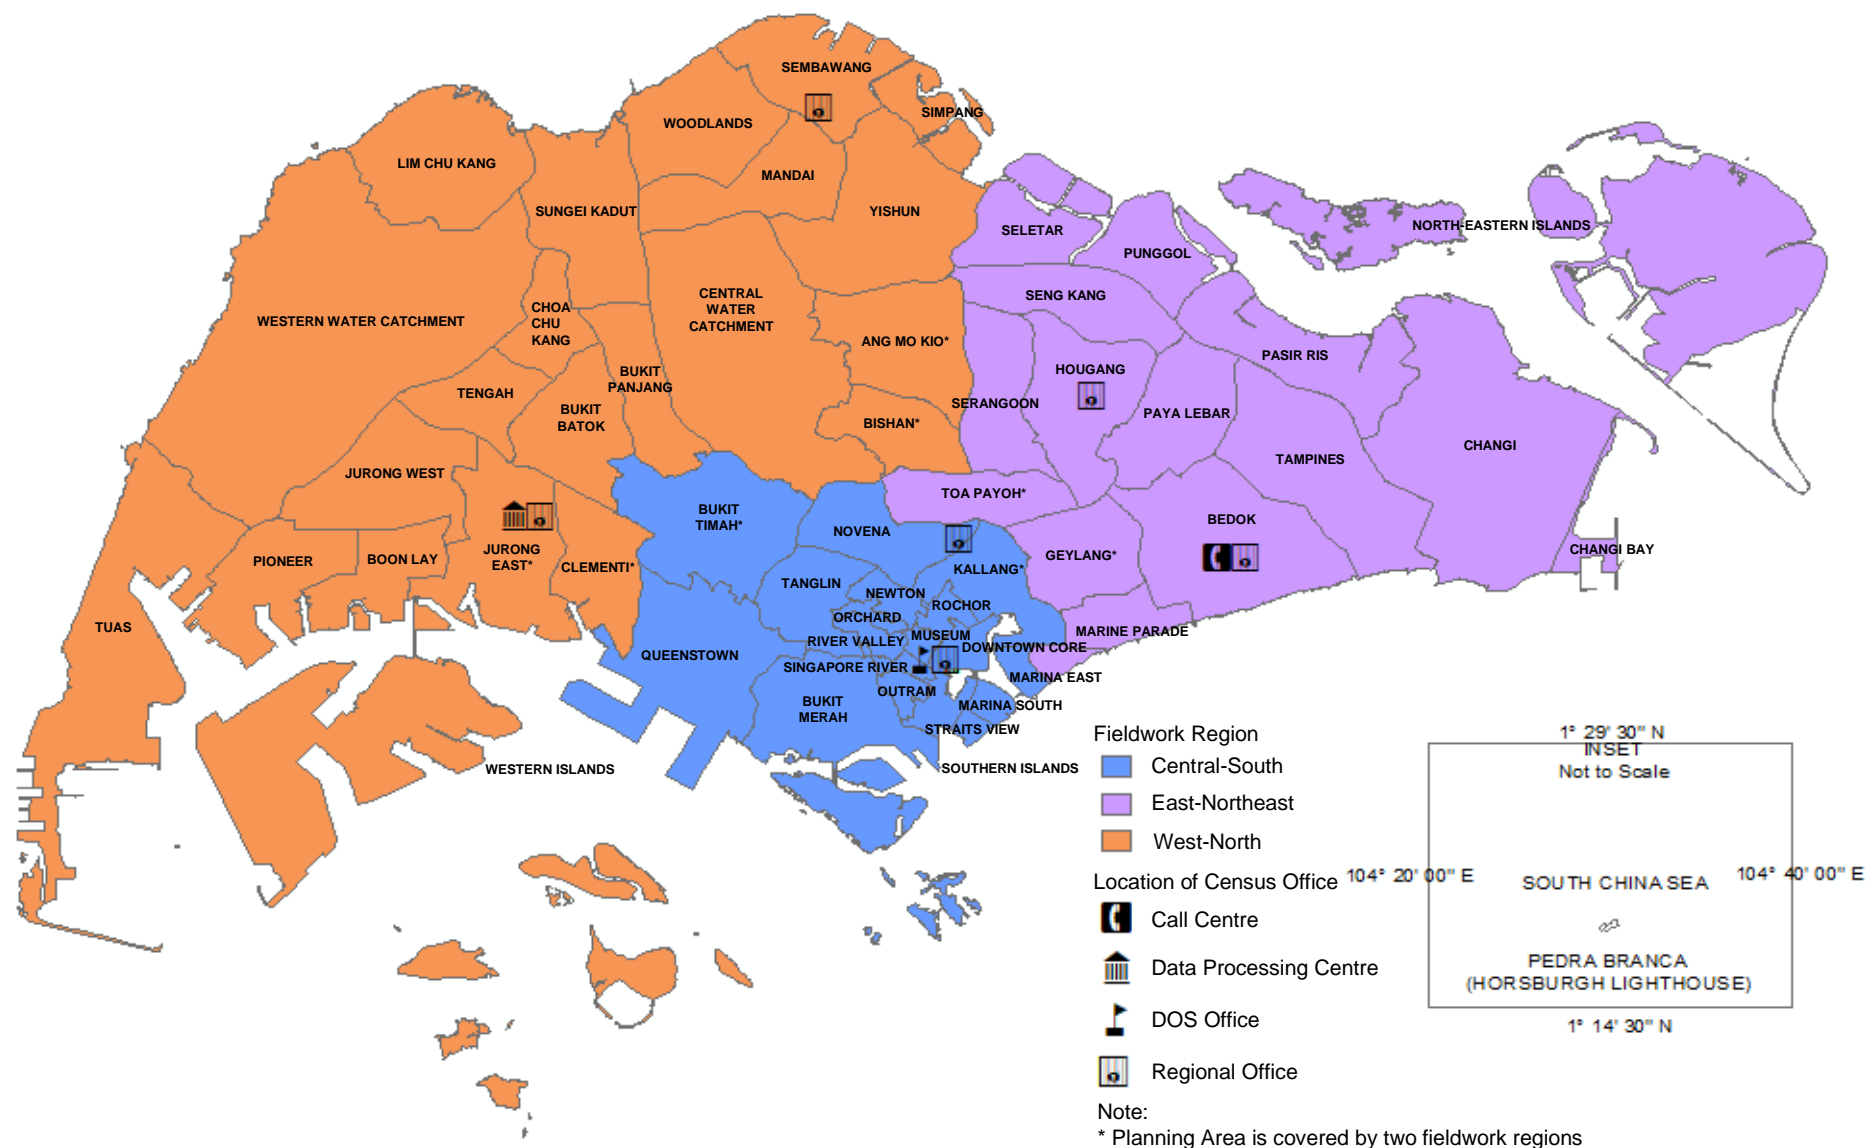 SEMBAWANG
SIMPANG
WOODLANDS
LIM CHU KANG
MANDAI
SUNGEI KADUT
YISHUN
SELETAR
PUNGGOL
NORTH-EASTERN ISLANDS
SENG KANG
CENTRAL
WATER
CATCHMENT
CHOA
CHU
KANG
WESTERN WATER CATCHMENT
ANG MO KIO*
PASIR RIS
HOUGANG
BUKIT
PANJANG
TENGAH
SERANGOON
PAYA LEBAR
BUKIT
BATOK
BISHAN*
CHANGI
TAMPINES
JURONG WEST
TOA PAYOH*
BUKIT
TIMAH*
NOVENA
BEDOK
PIONEER
BOON LAY
JURONG
EAST*
CLEMENTI*
GEYLANG*
CHANGI BAY
KALLANG*
TANGLIN
NEWTON
ROCHOR
ORCHARD
TUAS
MUSEUM
MARINE PARADE
RIVER VALLEY
DOWNTOWN CORE
QUEENSTOWN
SINGAPORE RIVER
MARINA EAST
OUTRAM
BUKIT
MERAH
MARINA SOUTH
STRAITS VIEW
WESTERN ISLANDS
SOUTHERN ISLANDS
Fieldwork Region
Central-South
East-Northeast
West-North
Location of Census Office
Call Centre
Data Processing Centre
DOS Office
Regional Office
Note:
* Planning Area is covered by two fieldwork regions
1° 29' 30" N
INSET
Not to Scale
104° 20' 00" E
104° 40' 00" E
SOUTH CHINA SEA
PEDRA BRANCA
(HORSBURGH LIGHTHOUSE)
1° 14' 30" N